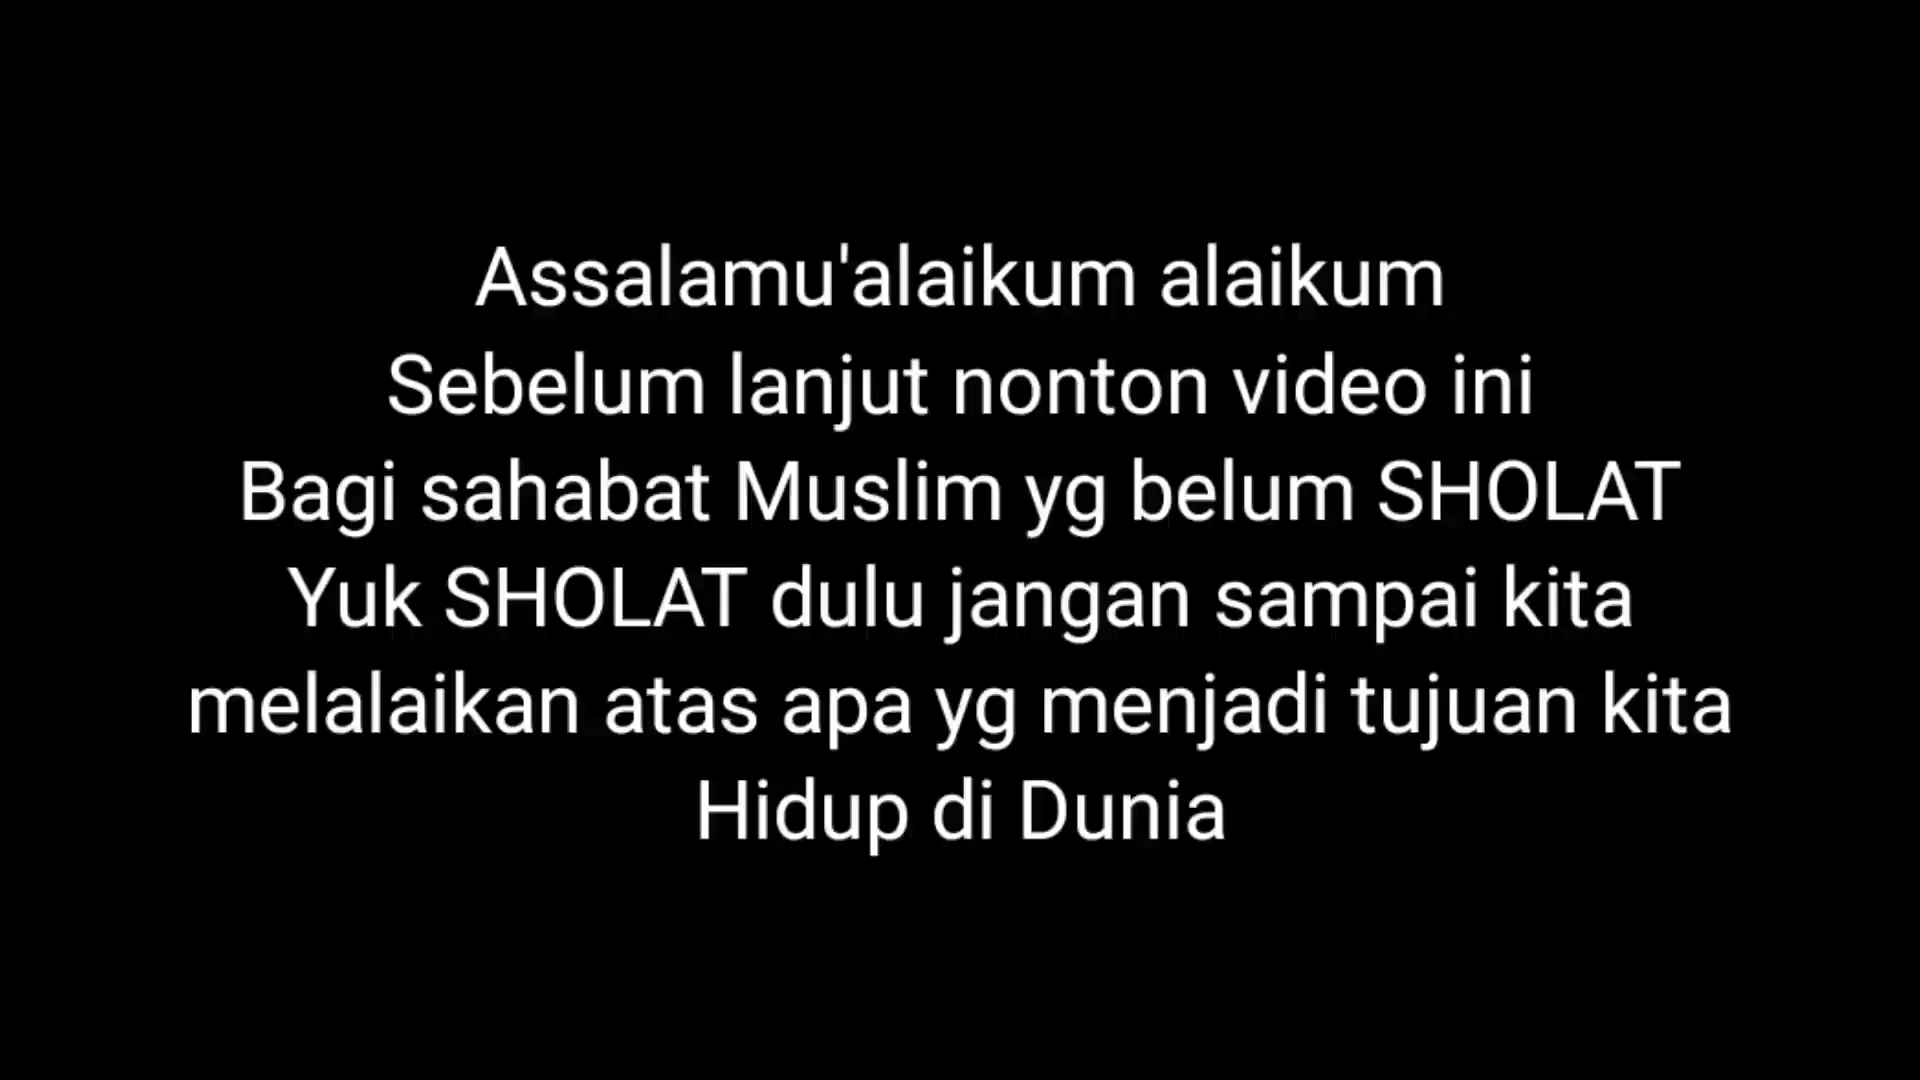 Assalamu'alaikum alaikum
Sebelum lanjut nonton video ini
Bagi sahabat Muslim yg belum SHOLAT
Yuk SHOLAT dulu jangan sampai kita
melalaikan atas apa yg menjadi tujuan kita
Hidup di Dunia